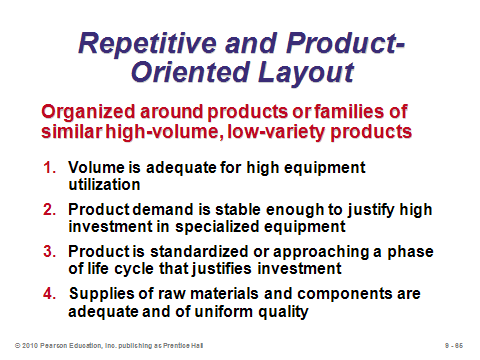 Repetitive and Product-
Oriented Layout
Organized around products or families of
similar high-volume, low-variety products
1. Volume is adequate for high equipment
utilization
2. Product demand is stable enough to justify high
investment in specialized equipment
3. Product is standardized or approaching a phase
of life cycle that justifies investment
4. Supplies of raw materials and components are
adequate and of uniform quality
© 2010 Pearson Education, Inc. publishing as Prentice Hall
9 - 65